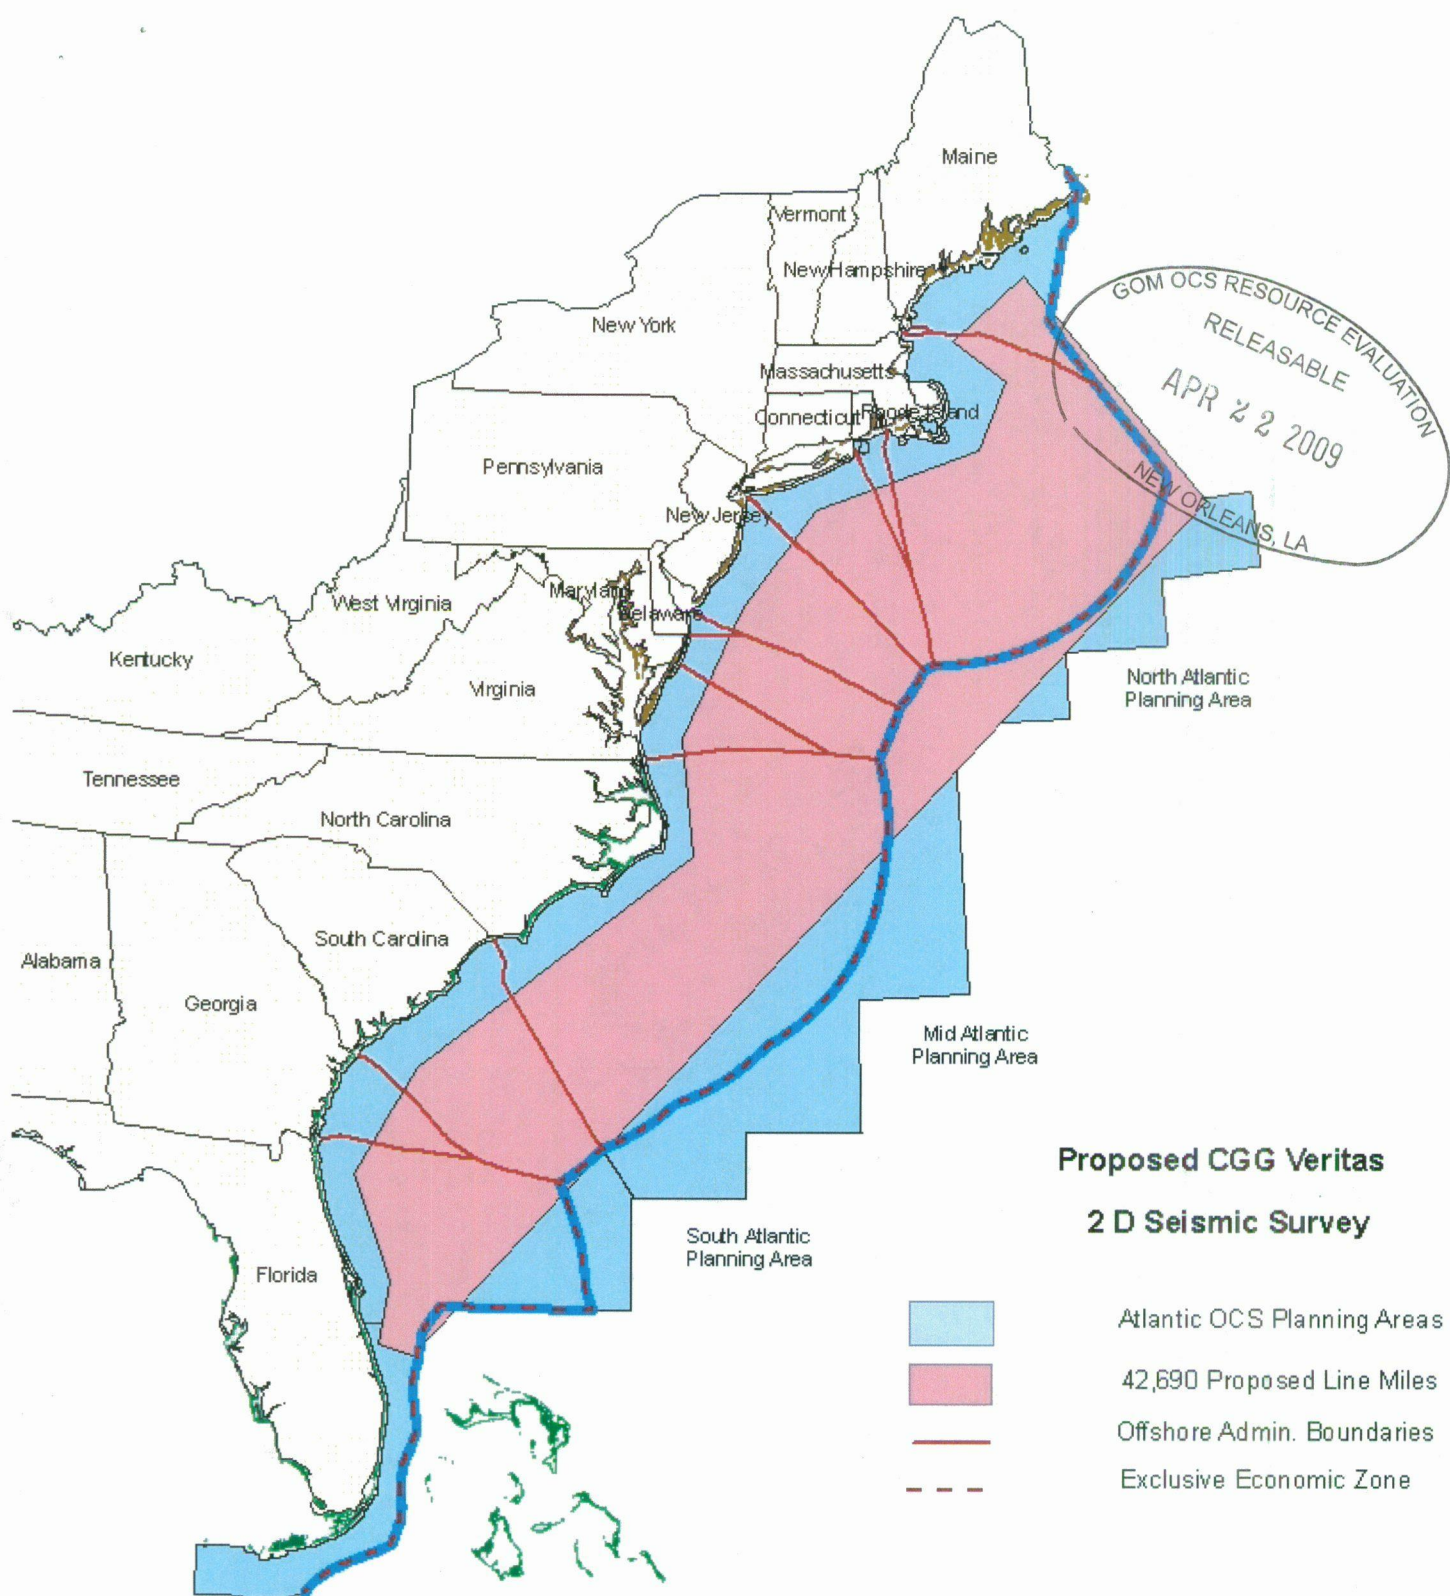 Maine
Vermont
New Hampshire
New York
Massachusetts
Connecticut
Rhode Island
Pennsylvania
New Jersey
Maryland
Delaware
West Virginia
Kentucky
Virginia
Tennessee
North Carolina
South Carolina
Alabama
Georgia
Florida
GOM OCS RESOURCE EVALUATION
RELEASABLE
APR 22 2009
NEW ORLEANS, LA
North Atlantic
Planning Area
Mid Atlantic
Planning Area
South Atlantic
Planning Area
Proposed CGG Veritas
2 D Seismic Survey
Atlantic OCS Planning Areas
42,690 Proposed Line Miles
Offshore Admin. Boundaries
Exclusive Economic Zone